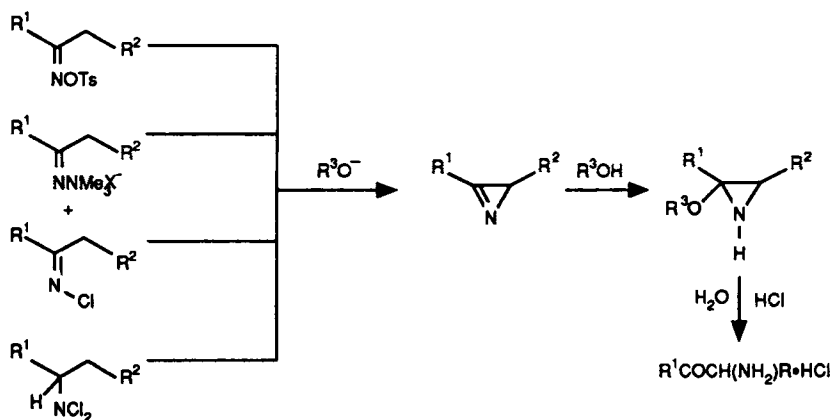 R¹
R²
NOTs
R¹
R²
NNMe₃X⁻
+
R¹
R²
N
Cl
R¹
R²
H
NCl₂
R³O⁻
R¹
R²
N
R³OH
R¹
R²
R³O
N
H
H₂O
HCl
R¹COCH(NH₂)R•HCl